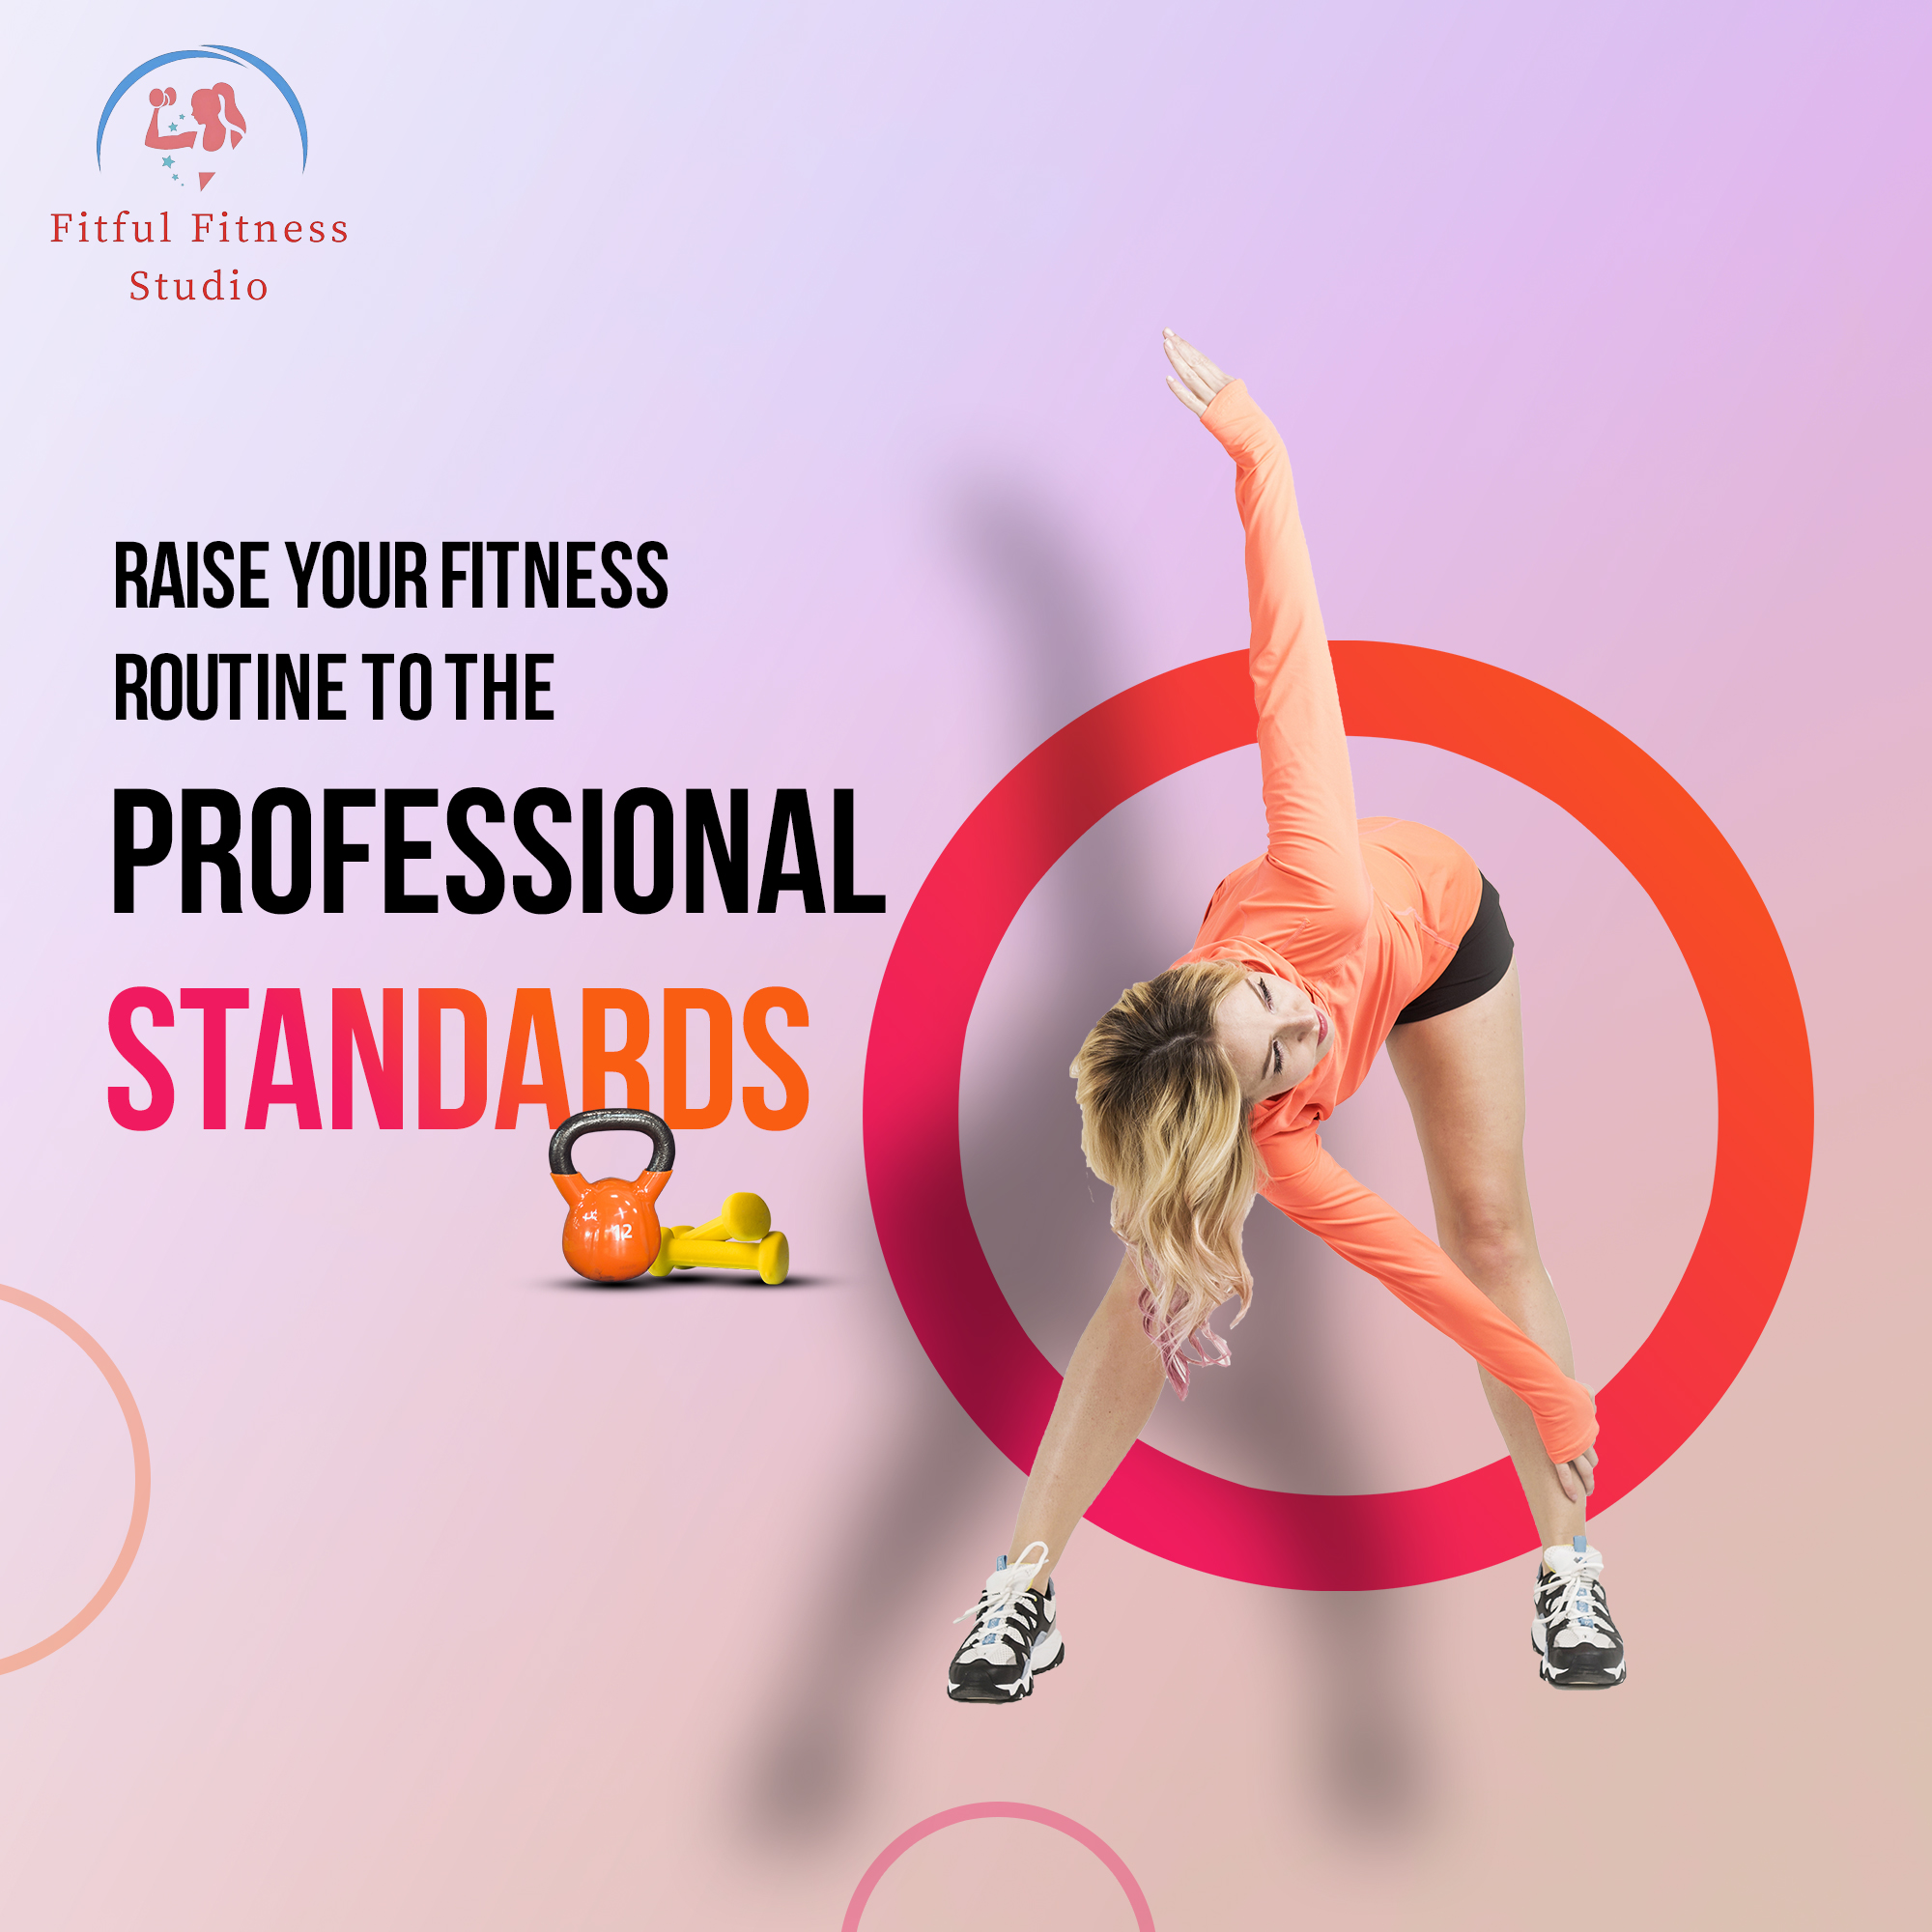 Fitful Fitness
Studio
RAISE YOUR FITNESS
ROUTINE TO THE
PROFESSIONAL
STANDARDS
12